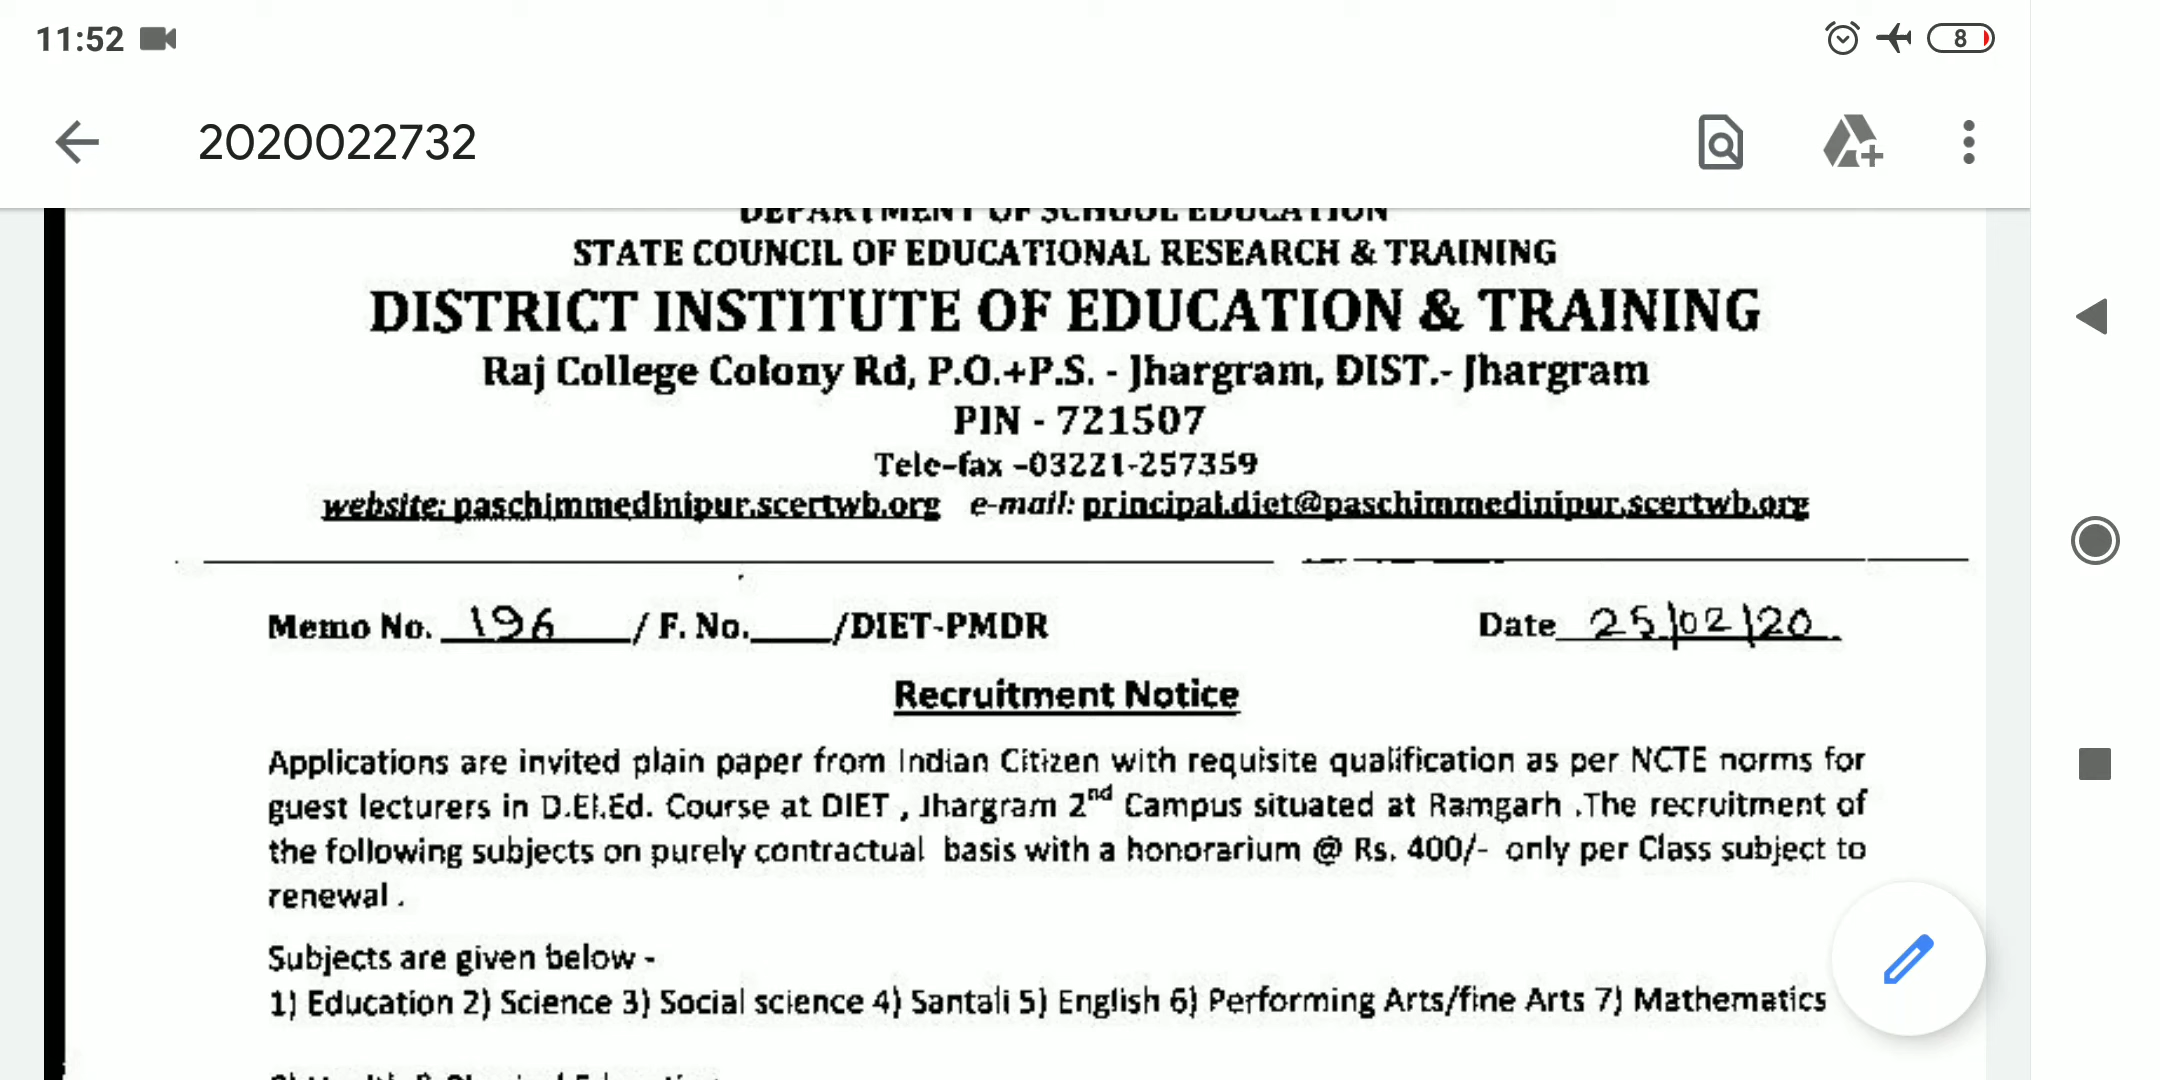 11:52
8
2020022732
DEPARTMENT OF SCHOOL EDUCATION
STATE COUNCIL OF EDUCATIONAL RESEARCH & TRAINING
DISTRICT INSTITUTE OF EDUCATION & TRAINING
Raj College Colony Rd, P.O.+P.S. - Jhargram, DIST.- Jhargram
PIN - 721507
Tele-fax -03221-257359
website: paschimmedinipur.scertwb.org e-mail: principal.diet@paschimmedinipur.scertwb.org
Memo No. 196 / F. No.____/DIET-PMDR Date 25/02/20
Recruitment Notice
Applications are invited plain paper from Indian Citizen with requisite qualification as per NCTE norms for
guest lecturers in D.El.Ed. Course at DIET , Jhargram 2nd Campus situated at Ramgarh .The recruitment of
the following subjects on purely contractual basis with a honorarium @ Rs. 400/- only per Class subject to
renewal .
Subjects are given below -
1) Education 2) Science 3) Social science 4) Santali 5) English 6) Performing Arts/fine Arts 7) Mathematics